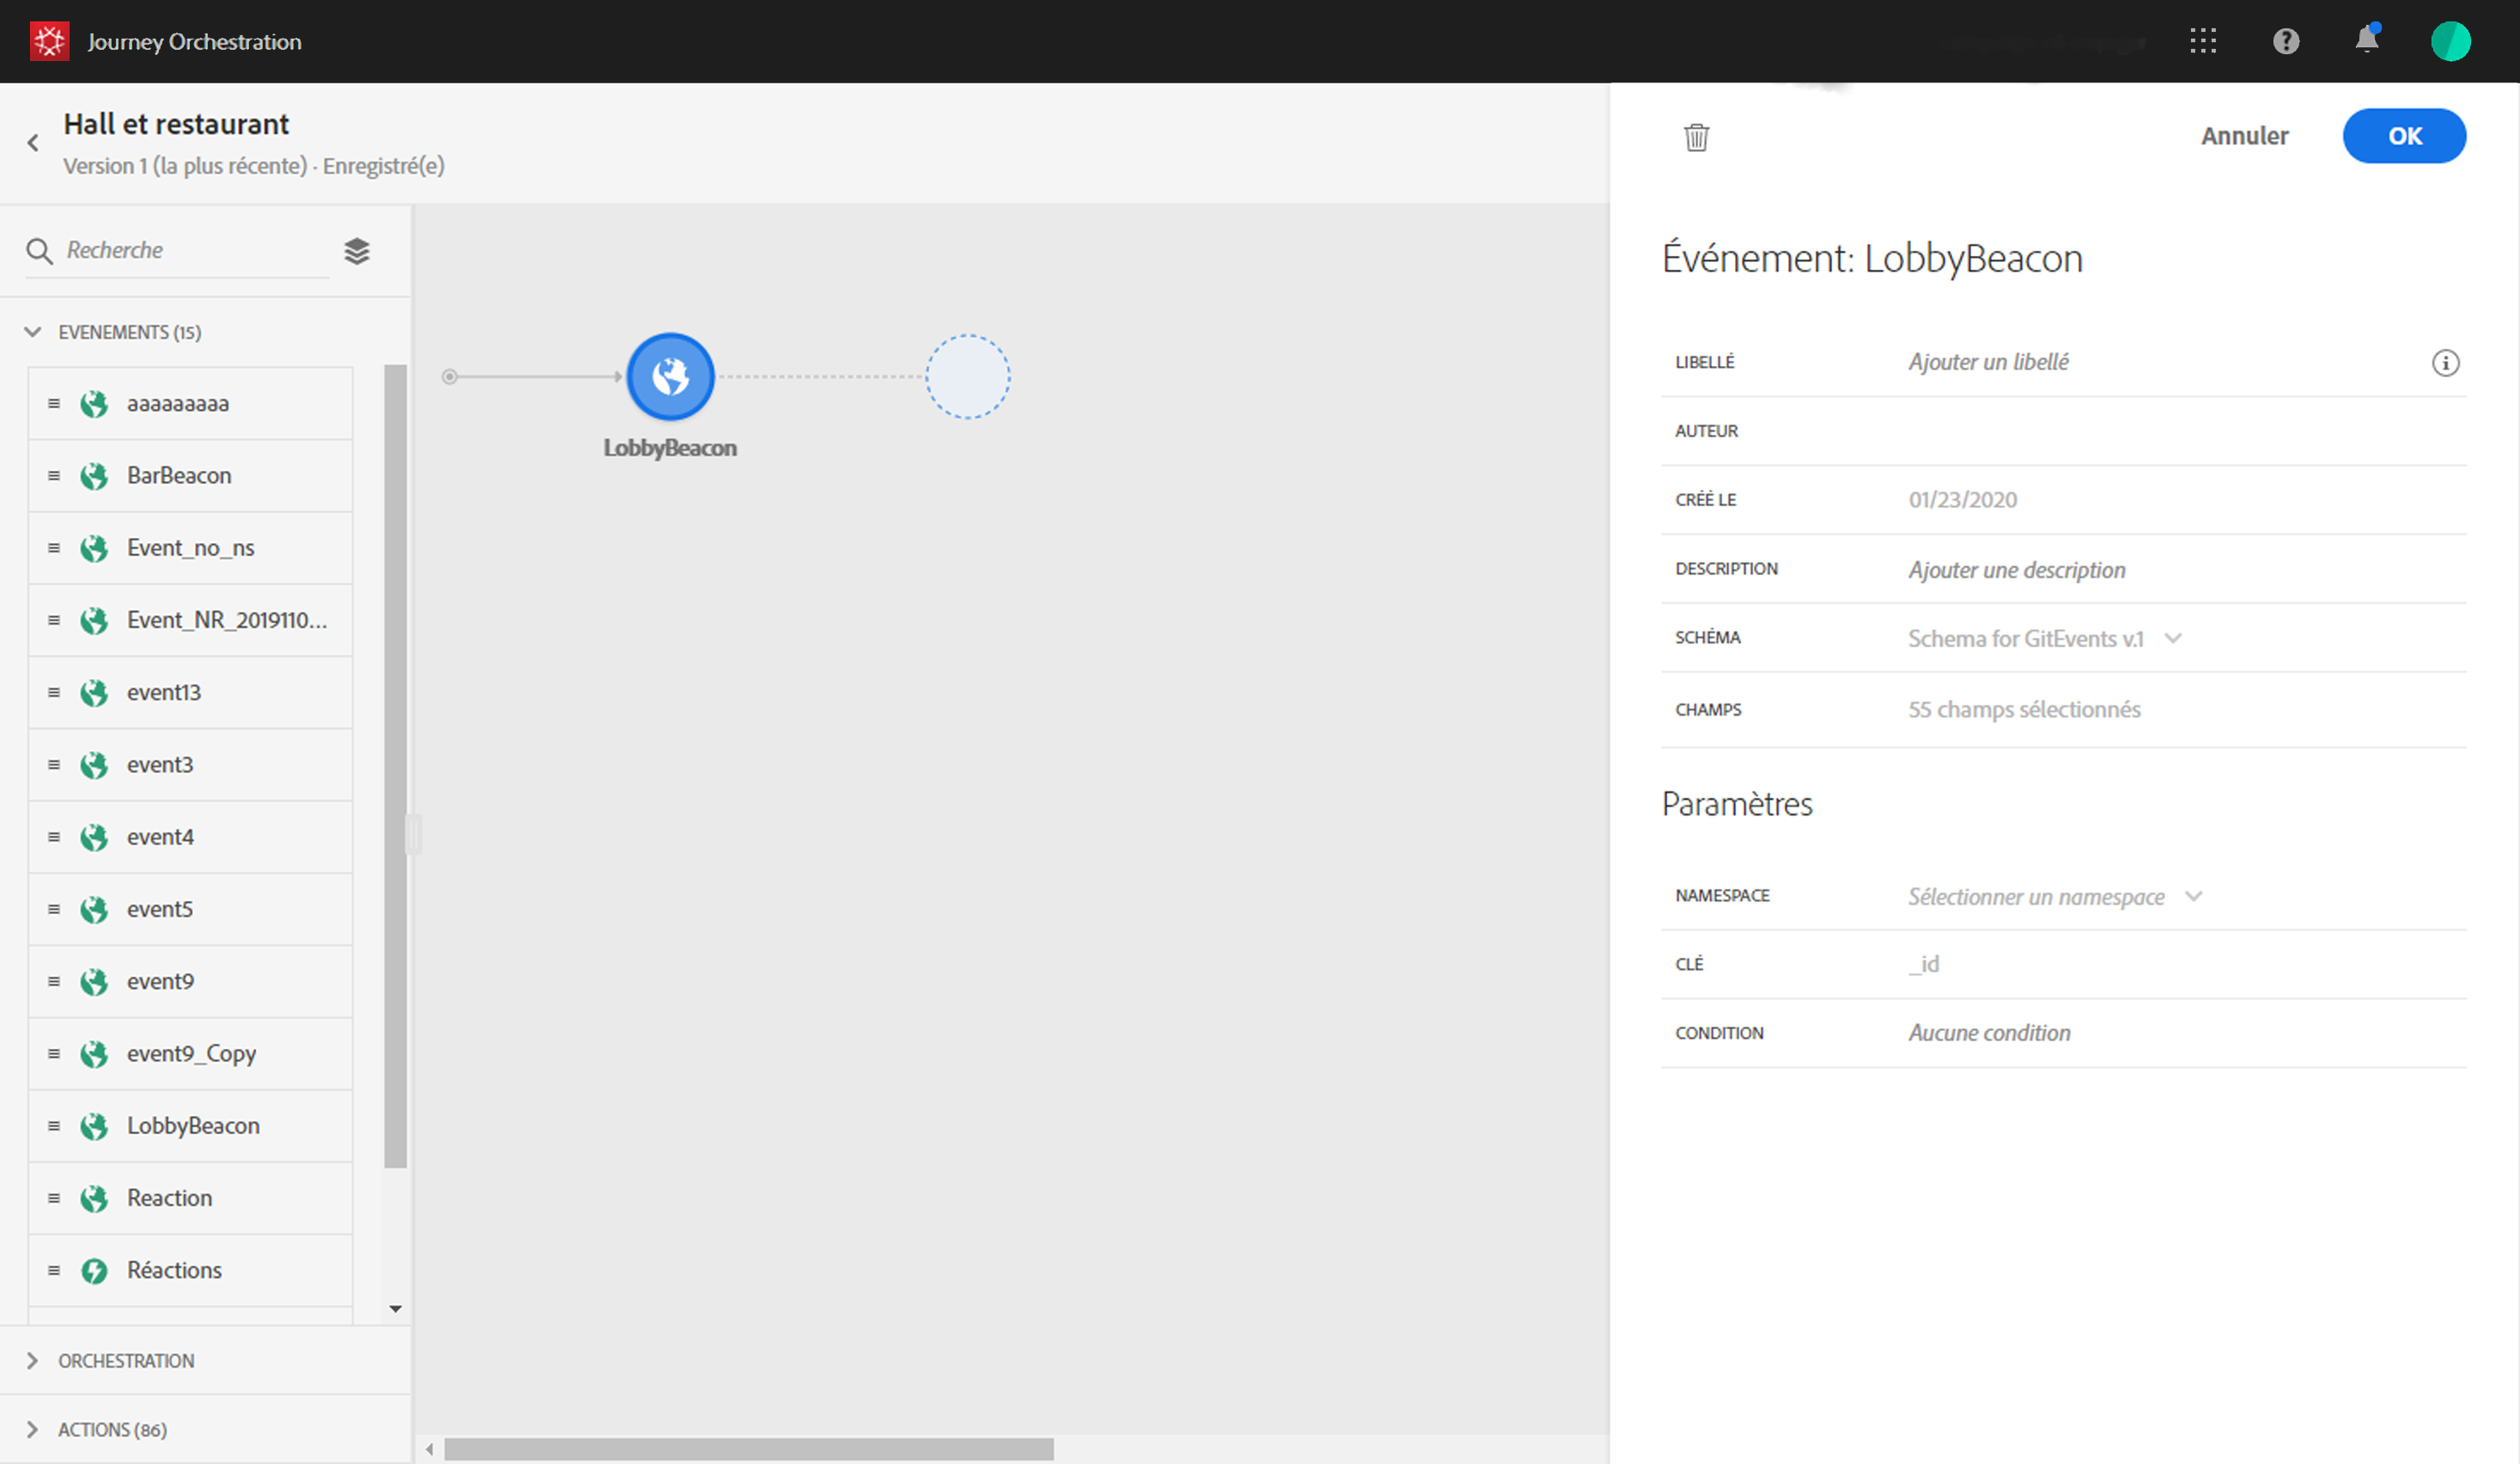 Journey Orchestration
Hall et restaurant
Version 1 (la plus récente) · Enregistré(e)
Annuler
OK
Recherche
EVENEMENTS (15)
aaaaaaaaa
BarBeacon
Event_no_ns
Event_NR_2019110...
event13
event3
event4
event5
event9
event9_Copy
LobbyBeacon
Reaction
Réactions
ORCHESTRATION
ACTIONS (86)
LobbyBeacon
Événement: LobbyBeacon
LIBELLÉ Ajouter un libellé
AUTEUR
CRÉÉ LE 01/23/2020
DESCRIPTION Ajouter une description
SCHÉMA Schema for GitEvents v.1
CHAMPS 55 champs sélectionnés
Paramètres
NAMESPACE Sélectionner un namespace
CLÉ _id
CONDITION Aucune condition